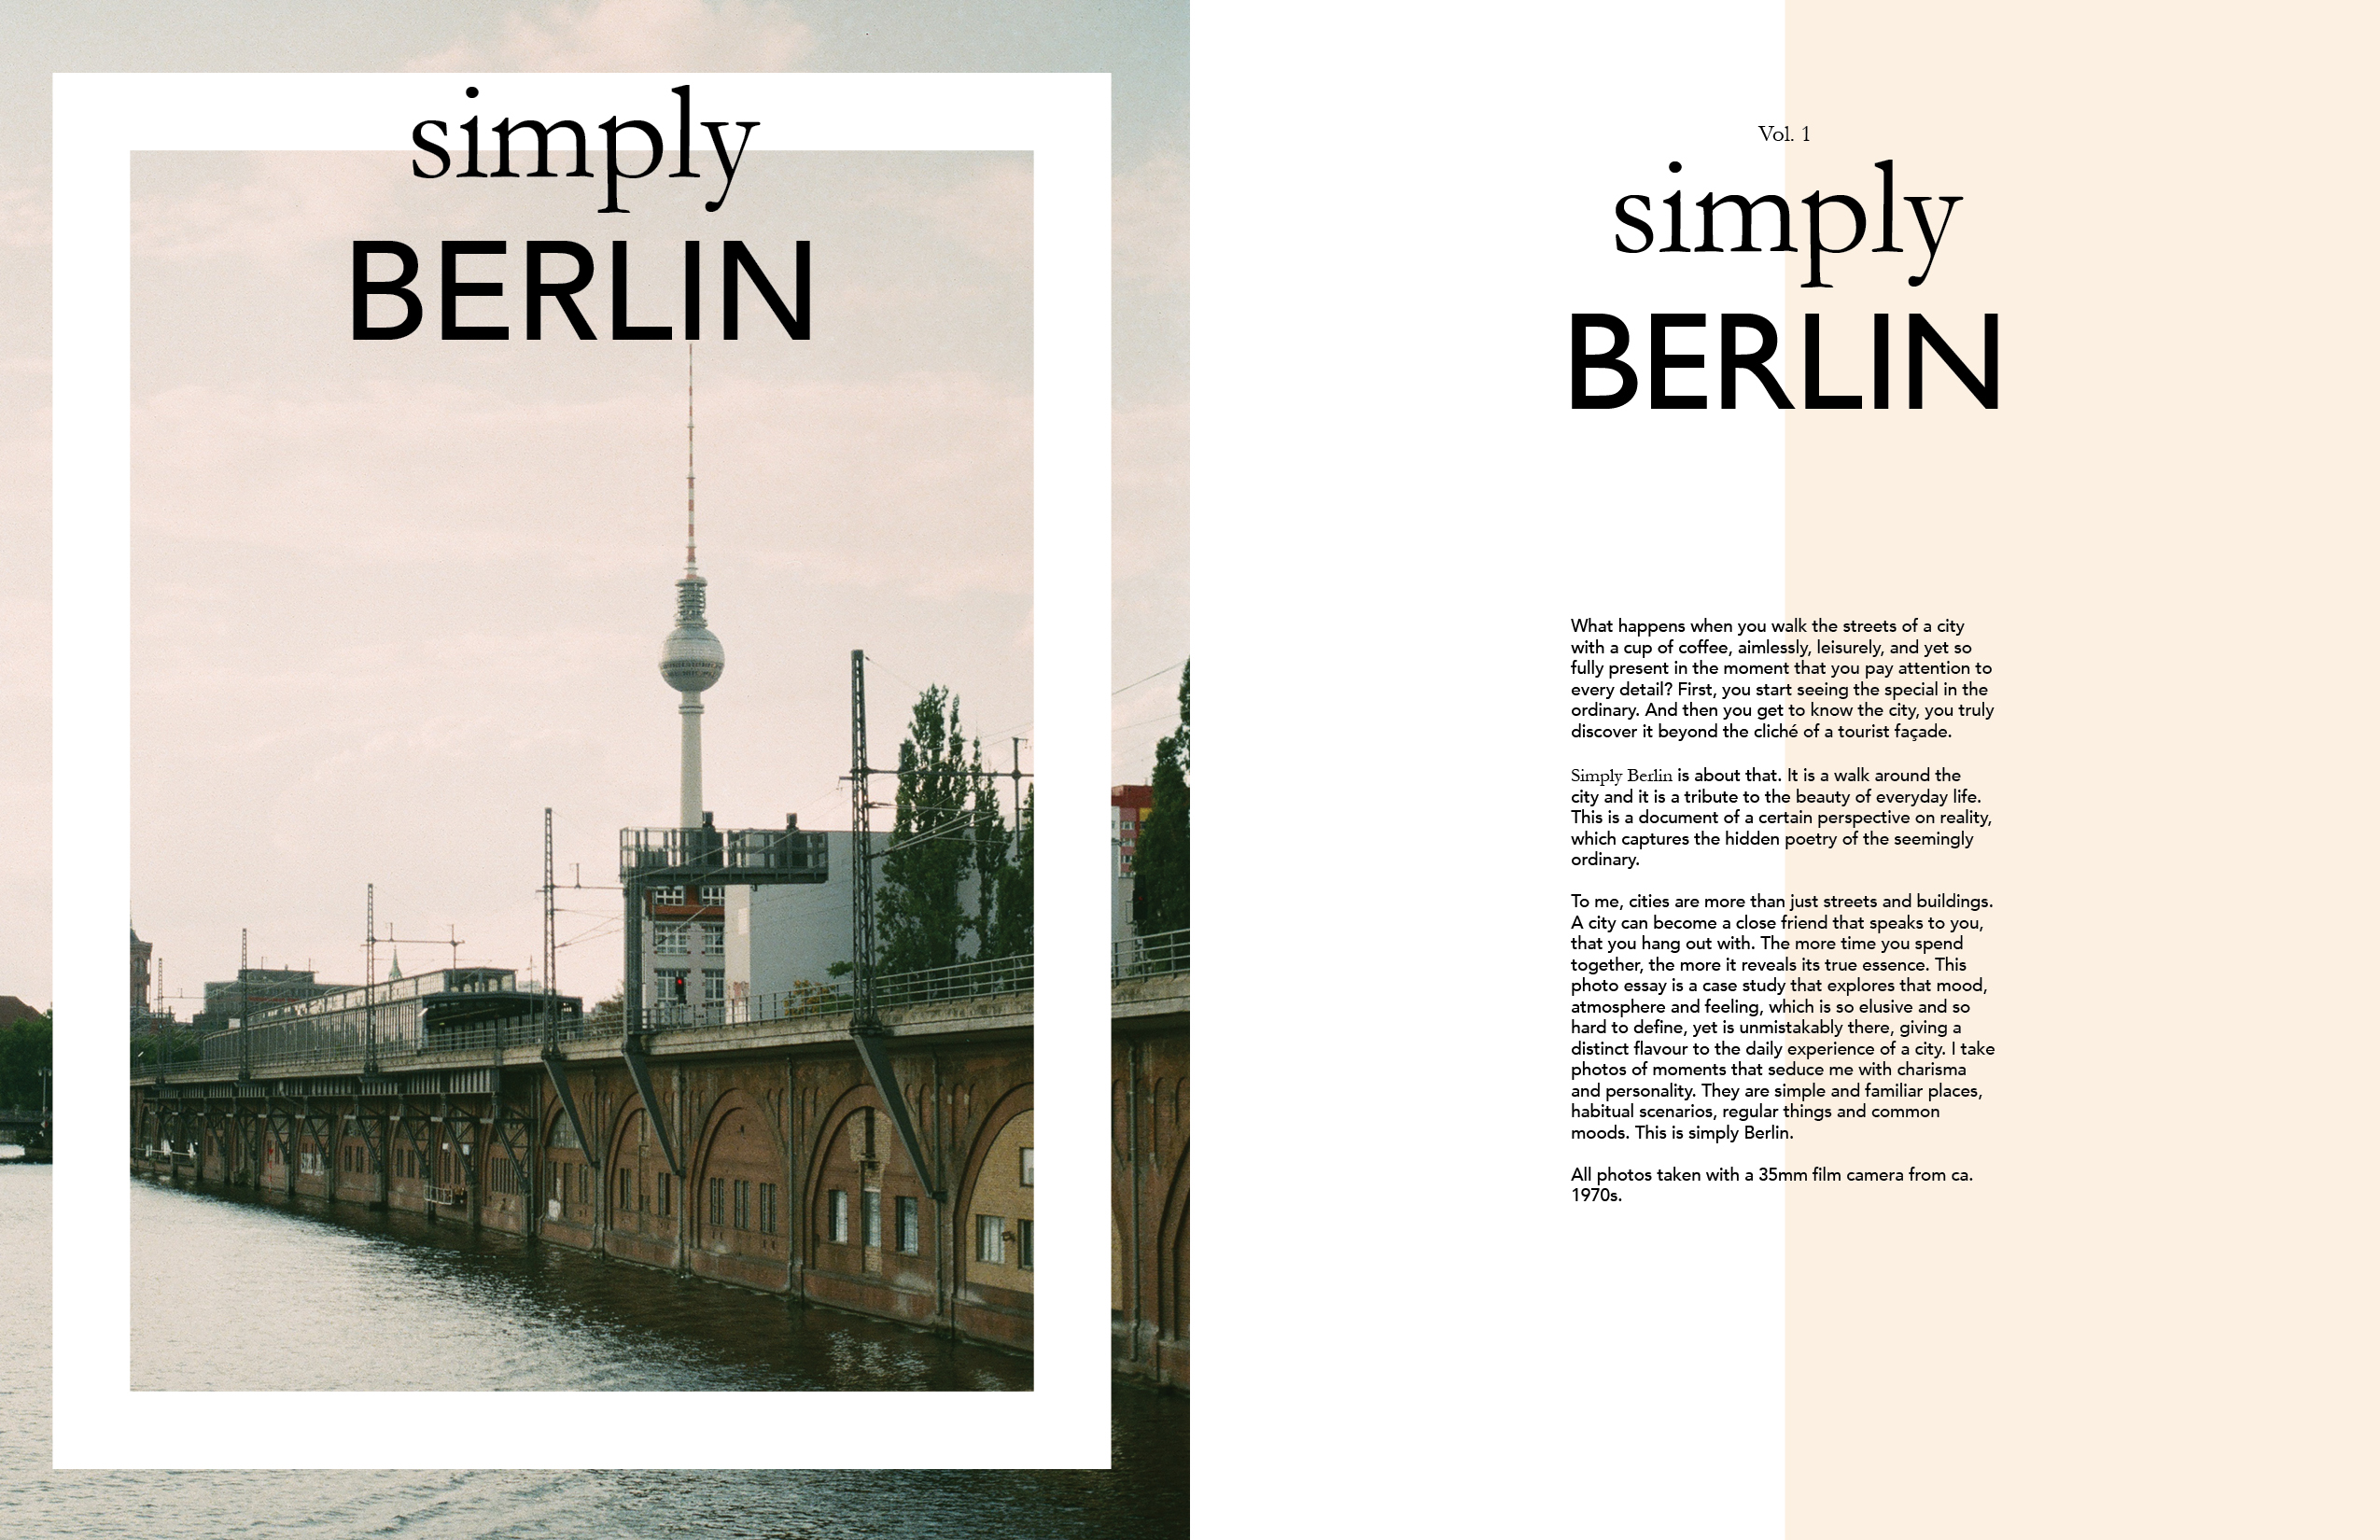 simply
BERLIN
Vol. 1
simply
BERLIN
What happens when you walk the streets of a city
with a cup of coffee, aimlessly, leisurely, and yet so
fully present in the moment that you pay attention to
every detail? First, you start seeing the special in the
ordinary. And then you get to know the city, you truly
discover it beyond the cliché of a tourist façade.
Simply Berlin is about that. It is a walk around the
city and it is a tribute to the beauty of everyday life.
This is a document of a certain perspective on reality,
which captures the hidden poetry of the seemingly
ordinary.
To me, cities are more than just streets and buildings.
A city can become a close friend that speaks to you,
that you hang out with. The more time you spend
together, the more it reveals its true essence. This
photo essay is a case study that explores that mood,
atmosphere and feeling, which is so elusive and so
hard to define, yet is unmistakably there, giving a
distinct flavour to the daily experience of a city. I take
photos of moments that seduce me with charisma
and personality. They are simple and familiar places,
habitual scenarios, regular things and common
moods. This is simply Berlin.
All photos taken with a 35mm film camera from ca.
1970s.